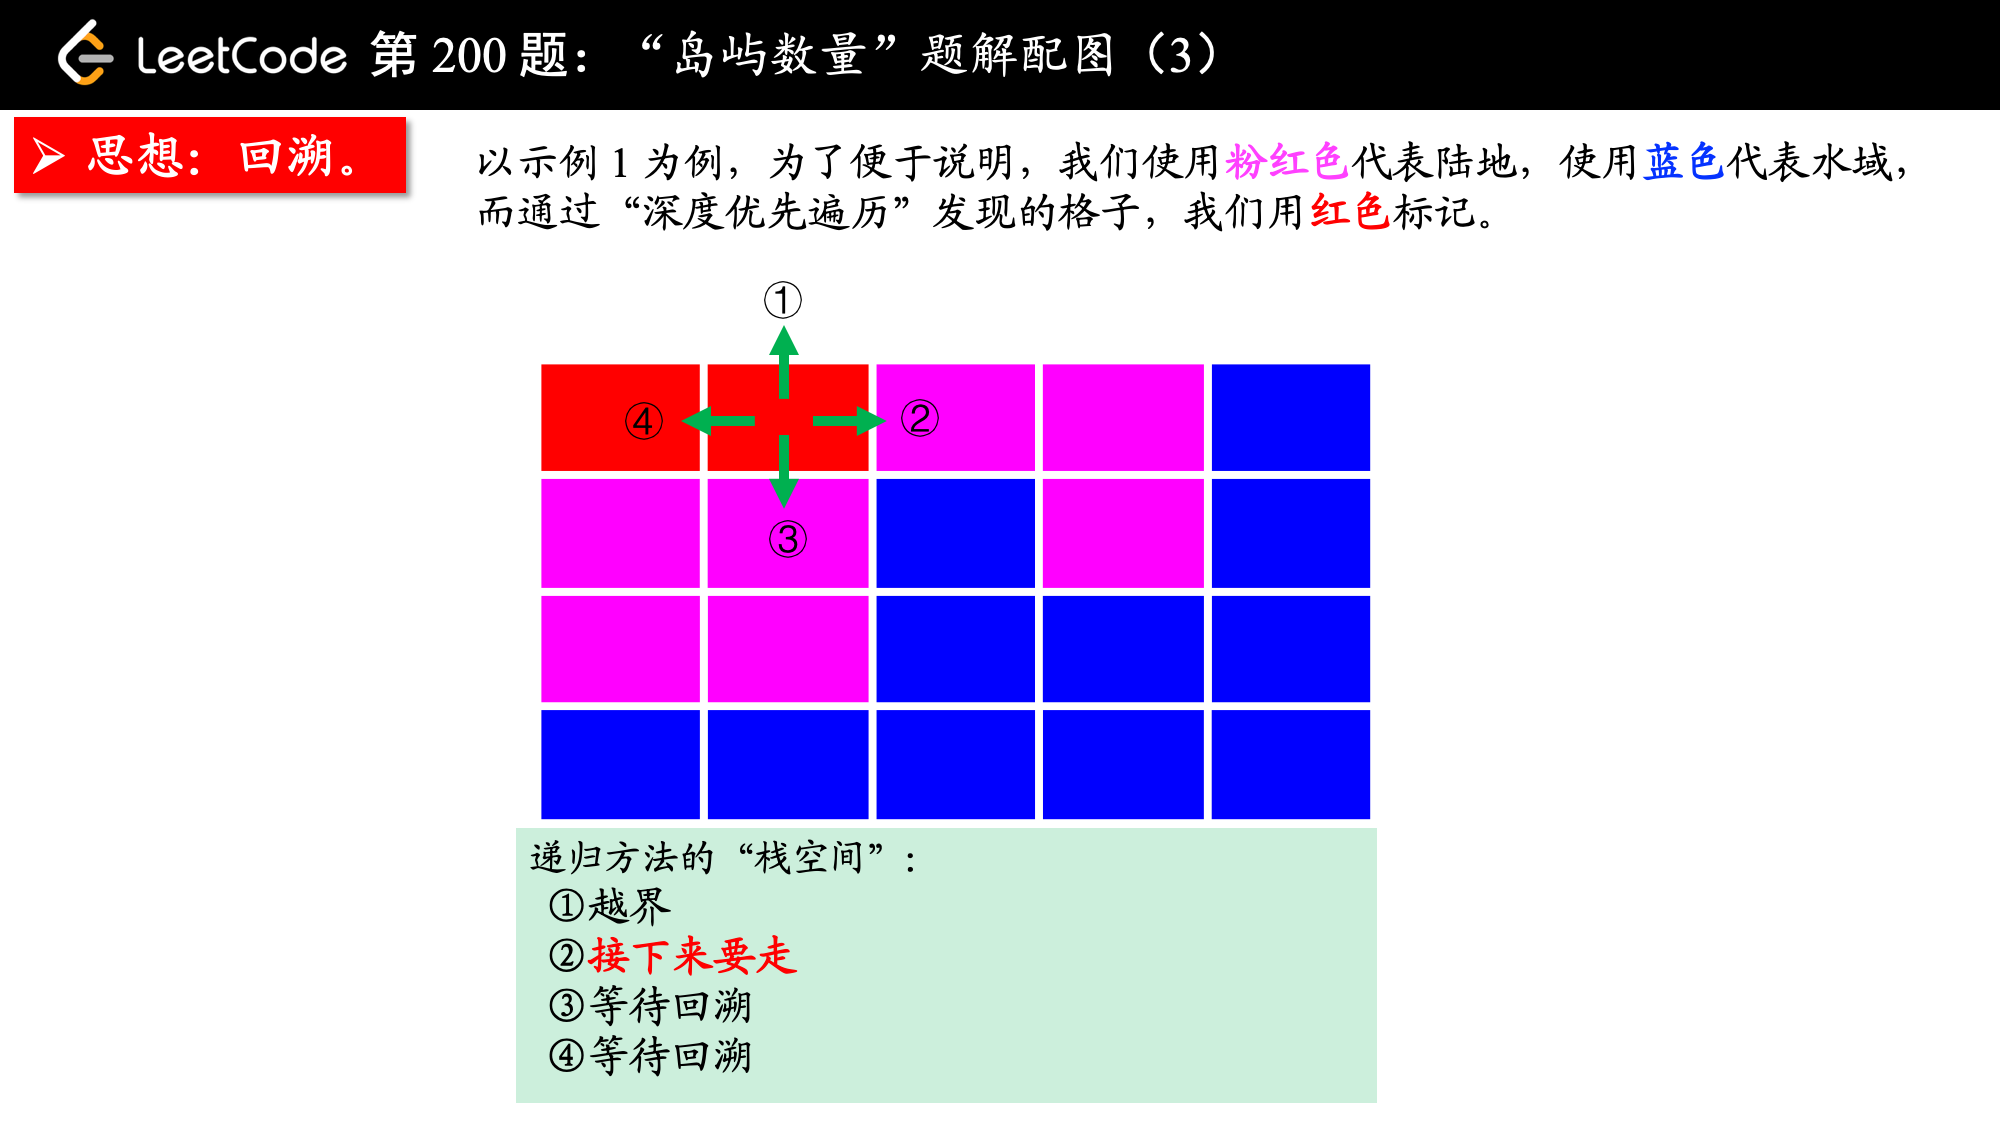 LeetCode 第 200 题：“岛屿数量”题解配图（3）
思想：回溯。
以示例 1 为例，为了便于说明，我们使用粉红色代表陆地，使用蓝色代表水域，
而通过“深度优先遍历”发现的格子，我们用红色标记。
①
④
②
③
递归方法的“栈空间”：
①越界
②接下来要走
③等待回溯
④等待回溯